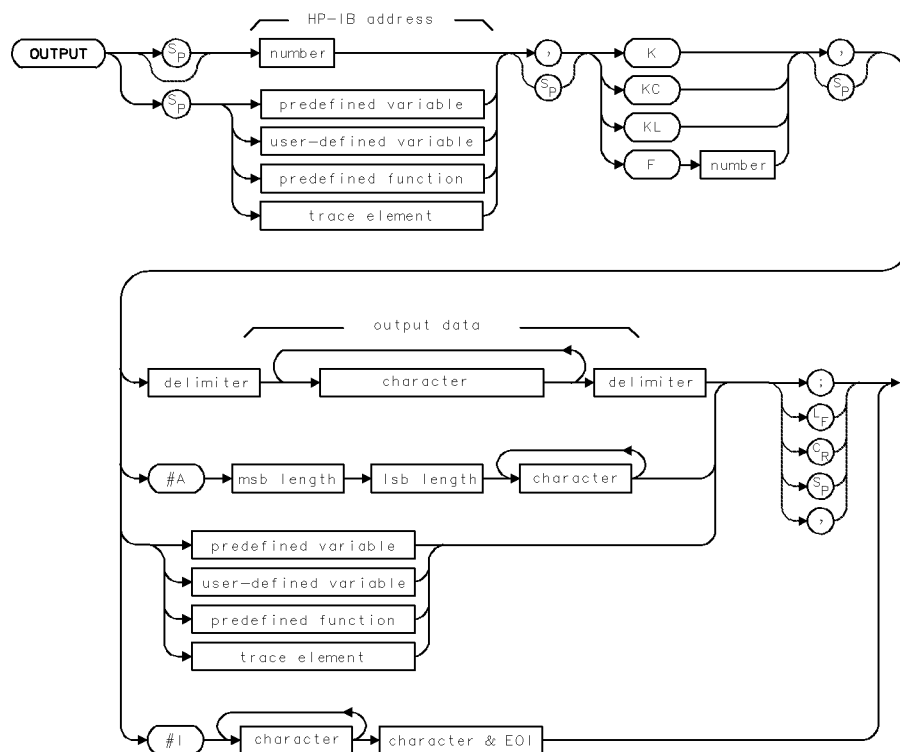 HP-IB address
OUTPUT SP number , K ,
SP KC SP
SP predefined variable KL
user-defined variable F number
predefined function
trace element
output data
delimiter character delimiter ;
LF
#A msb length lsb length character CR
SP
predefined variable ,
user-defined variable
predefined function
trace element
#I character character & EOI